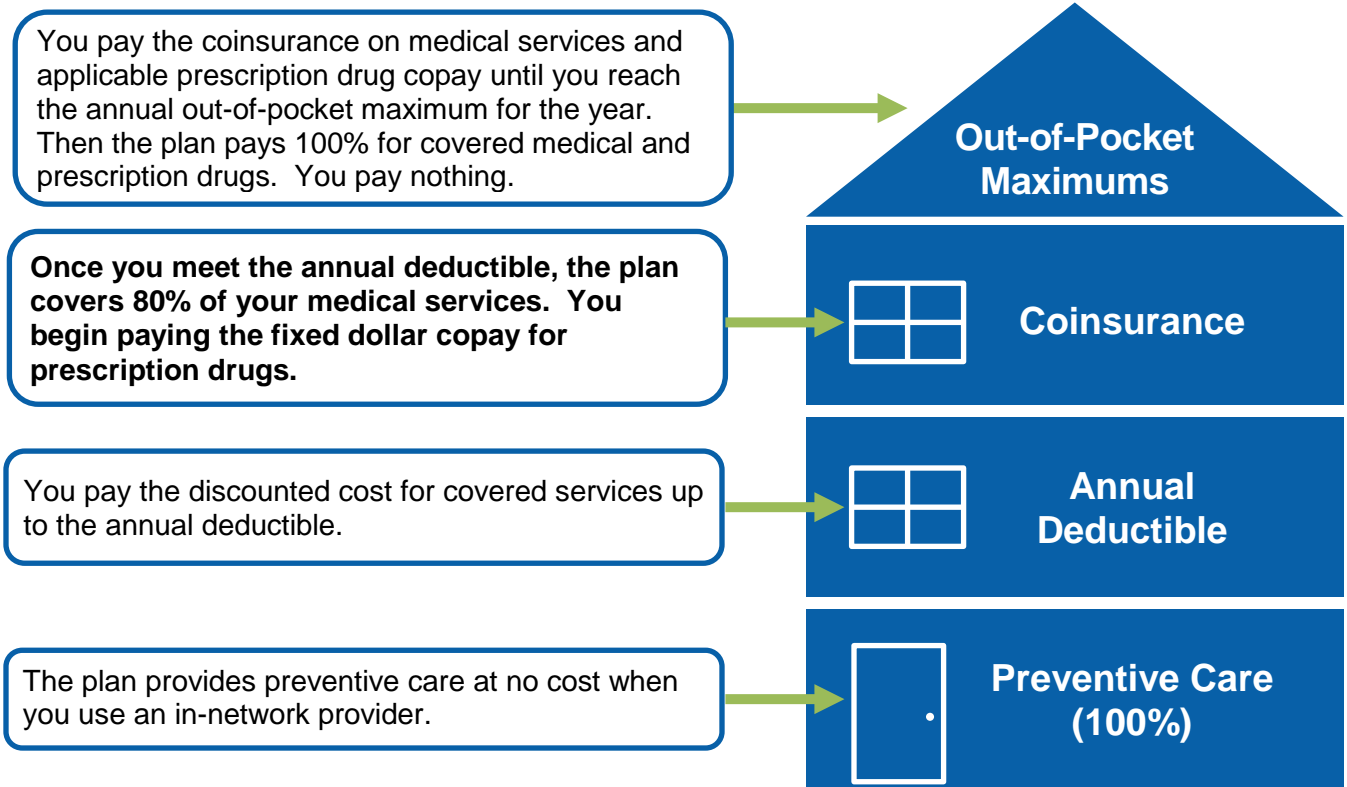 You pay the coinsurance on medical services and
applicable prescription drug copay until you reach
the annual out-of-pocket maximum for the year.
Then the plan pays 100% for covered medical and
prescription drugs.  You pay nothing.
Out-of-Pocket
Maximums
Once you meet the annual deductible, the plan
covers 80% of your medical services.  You
begin paying the fixed dollar copay for
prescription drugs.
Coinsurance
You pay the discounted cost for covered services up
to the annual deductible.
Annual
Deductible
The plan provides preventive care at no cost when
you use an in-network provider.
Preventive Care
(100%)